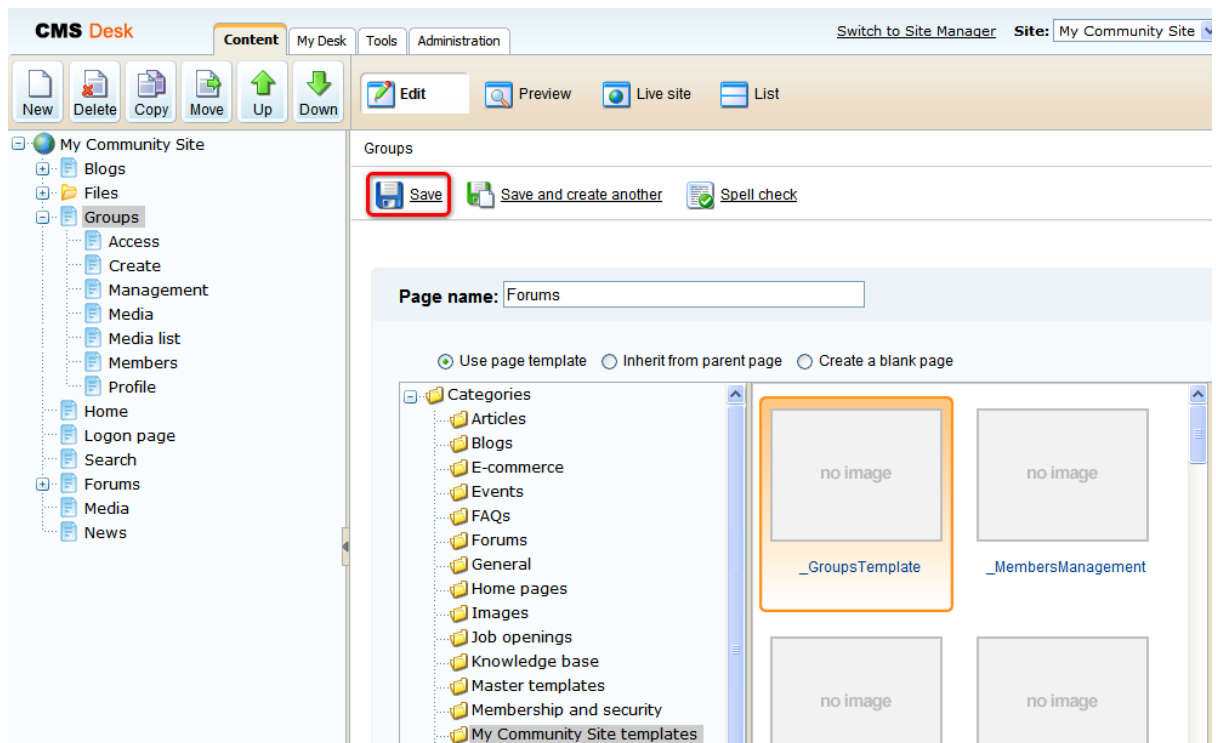 CMS Desk
Content
My Desk
Tools
Administration
Switch to Site Manager
Site: My Community Site
New
Delete
Copy
Move
Up
Down
Edit
Preview
Live site
List
My Community Site
Blogs
Files
Groups
Access
Create
Management
Media
Media list
Members
Profile
Home
Logon page
Search
Forums
Media
News
Groups
Save
Save and create another
Spell check
Page name: Forums
Use page template
Inherit from parent page
Create a blank page
Categories
Articles
Blogs
E-commerce
Events
FAQs
Forums
General
Home pages
Images
Job openings
Knowledge base
Master templates
Membership and security
My Community Site templates
no image
no image
_GroupsTemplate
_MembersManagement
no image
no image